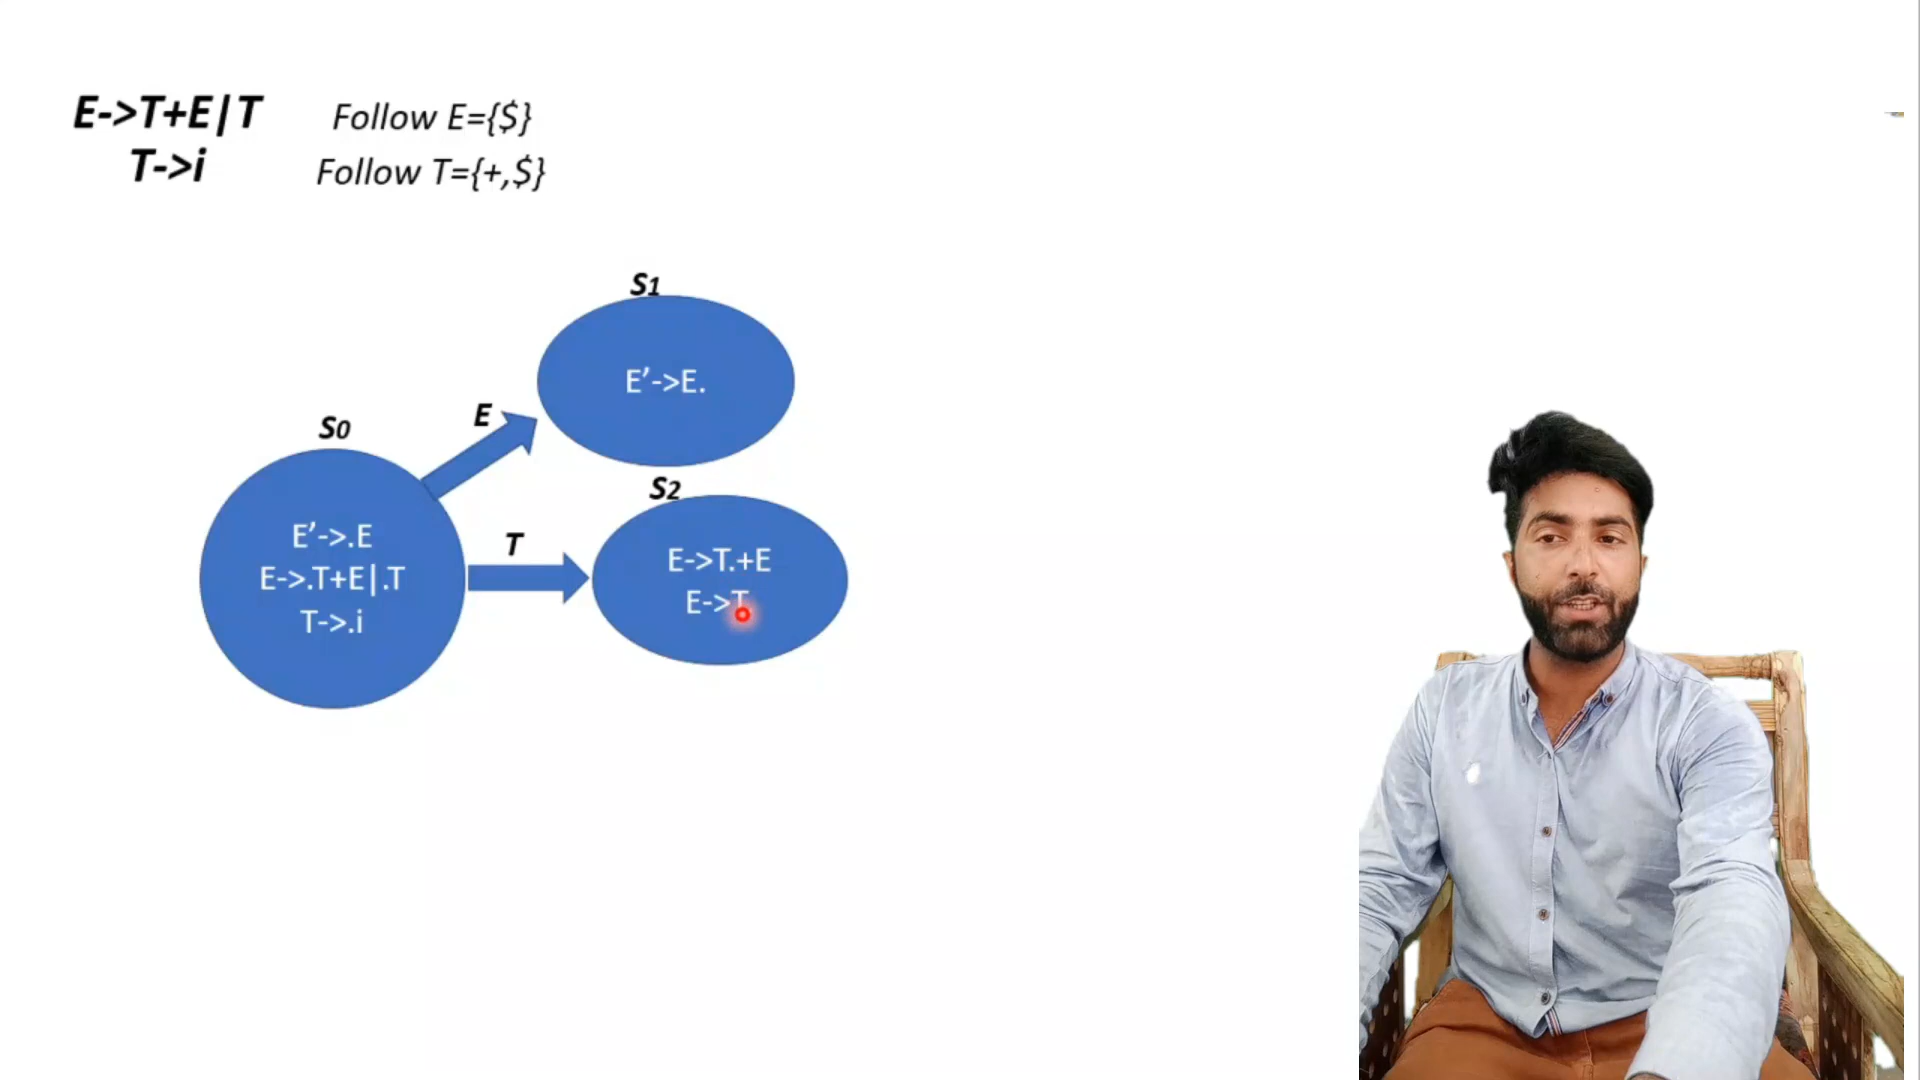 E->T+E|T
Follow E={$}
T->i
Follow T={+,$}
S1
E'->E.
E
S0
S2
E'->.E
E->.T+E|.T
T->.i
T
E->T.+E
E->T